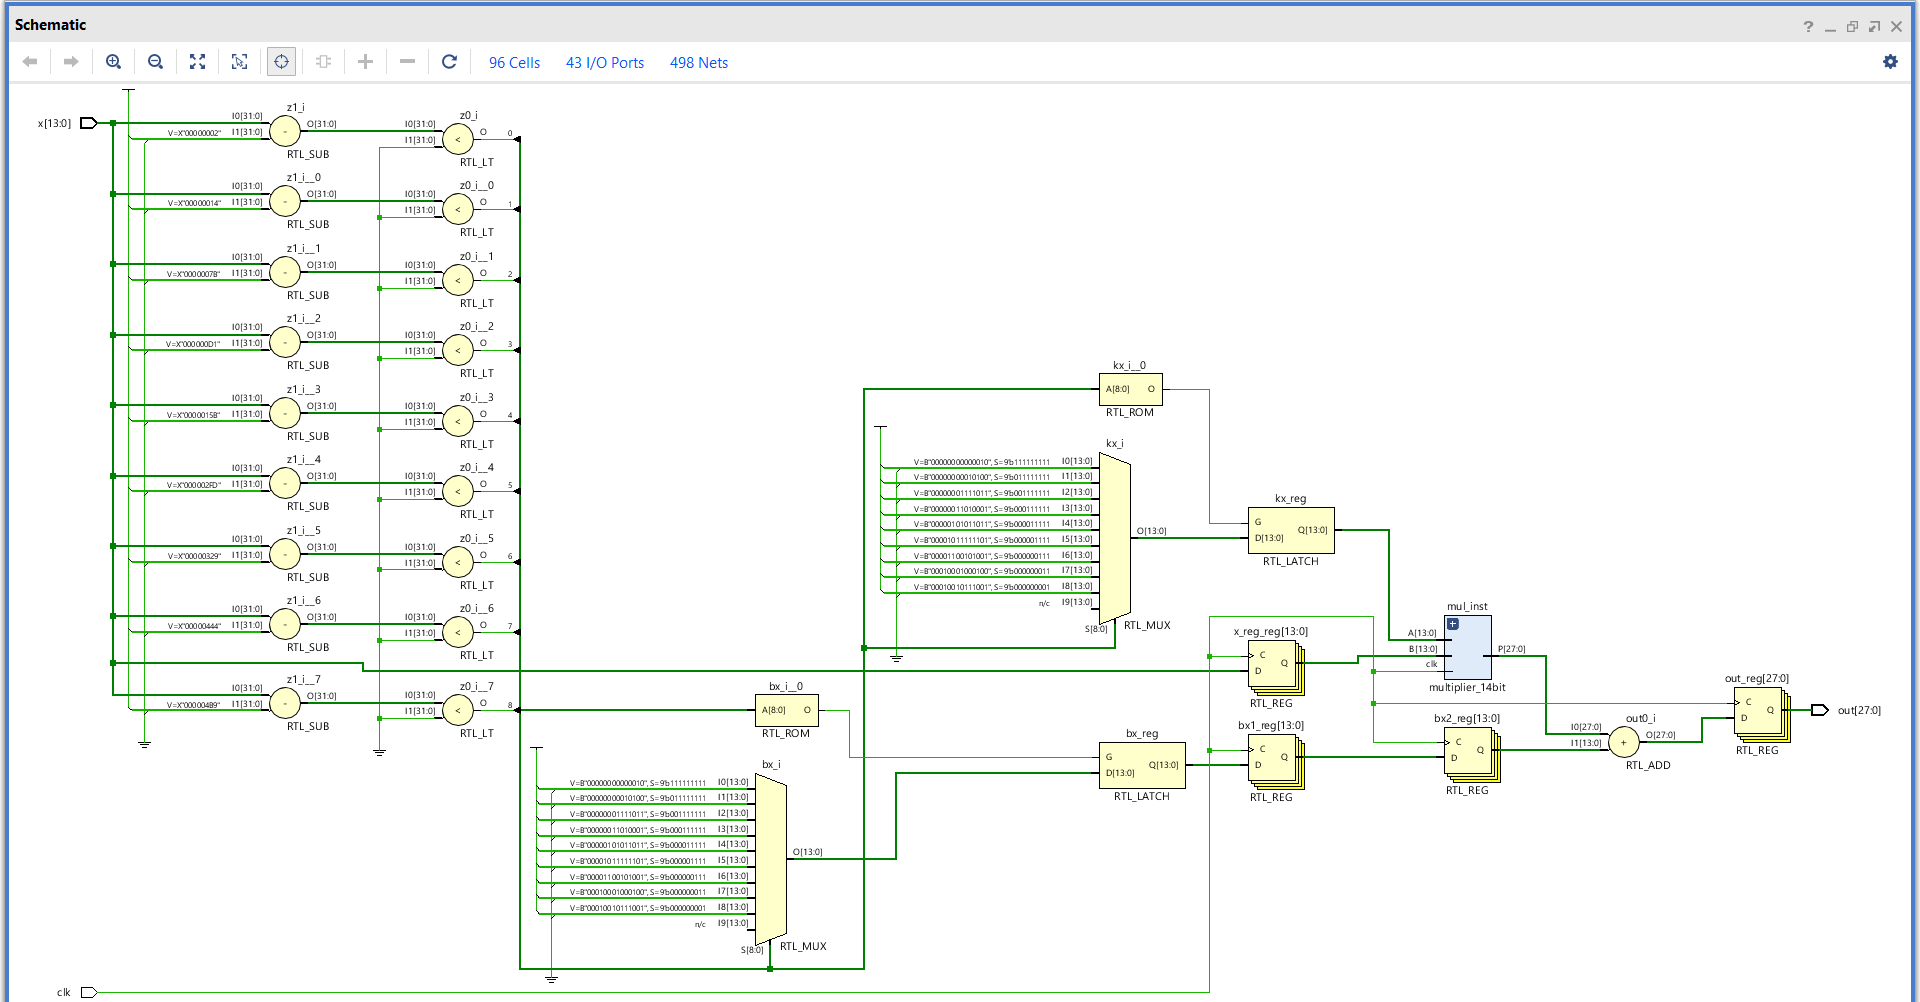 Schematic
96 Cells 43 I/O Ports 498 Nets
x[13:0]
z1_i
I0[31:0]
V=X"00000002" I1[31:0]
-
O[31:0]
RTL_SUB
z0_i
I0[31:0]
I1[31:0]
<
O
0
RTL_LT
z1_i__0
I0[31:0]
V=X"00000014" I1[31:0]
-
O[31:0]
RTL_SUB
z0_i__0
I0[31:0]
I1[31:0]
<
O
1
RTL_LT
z1_i__1
I0[31:0]
V=X"0000007B" I1[31:0]
-
O[31:0]
RTL_SUB
z0_i__1
I0[31:0]
I1[31:0]
<
O
2
RTL_LT
z1_i__2
I0[31:0]
V=X"000000D1" I1[31:0]
-
O[31:0]
RTL_SUB
z0_i__2
I0[31:0]
I1[31:0]
<
O
3
RTL_LT
z1_i__3
I0[31:0]
V=X"0000015B" I1[31:0]
-
O[31:0]
RTL_SUB
z0_i__3
I0[31:0]
I1[31:0]
<
O
4
RTL_LT
z1_i__4
I0[31:0]
V=X"000002FD" I1[31:0]
-
O[31:0]
RTL_SUB
z0_i__4
I0[31:0]
I1[31:0]
<
O
5
RTL_LT
z1_i__5
I0[31:0]
V=X"00000329" I1[31:0]
-
O[31:0]
RTL_SUB
z0_i__5
I0[31:0]
I1[31:0]
<
O
6
RTL_LT
z1_i__6
I0[31:0]
V=X"00000444" I1[31:0]
-
O[31:0]
RTL_SUB
z0_i__6
I0[31:0]
I1[31:0]
<
O
7
RTL_LT
z1_i__7
I0[31:0]
V=X"000004B9" I1[31:0]
-
O[31:0]
RTL_SUB
z0_i__7
I0[31:0]
I1[31:0]
<
O
8
RTL_LT
kx_i__0
A[8:0] O
RTL_ROM
kx_i
V=B"00000000000010", S=9'b111111111 I0[13:0]
V=B"00000000010100", S=9'b011111111 I1[13:0]
V=B"00000001111011", S=9'b001111111 I2[13:0]
V=B"00000011010001", S=9'b000111111 I3[13:0]
V=B"00000101011011", S=9'b000011111 I4[13:0]
V=B"00001011111101", S=9'b000001111 I5[13:0]
V=B"00001100101001", S=9'b000000111 I6[13:0]
V=B"00010001000100", S=9'b000000011 I7[13:0]
V=B"00010010111001", S=9'b000000001 I8[13:0]
n/c I9[13:0]
S[8:0]
O[13:0]
RTL_MUX
kx_reg
G
D[13:0]
Q[13:0]
RTL_LATCH
bx_i__0
A[8:0] O
RTL_ROM
bx_i
V=B"00000000000010", S=9'b111111111 I0[13:0]
V=B"00000000010100", S=9'b011111111 I1[13:0]
V=B"00000001111011", S=9'b001111111 I2[13:0]
V=B"00000011010001", S=9'b000111111 I3[13:0]
V=B"00000101011011", S=9'b000011111 I4[13:0]
V=B"00001011111101", S=9'b000001111 I5[13:0]
V=B"00001100101001", S=9'b000000111 I6[13:0]
V=B"00010001000100", S=9'b000000011 I7[13:0]
V=B"00010010111001", S=9'b000000001 I8[13:0]
n/c I9[13:0]
S[8:0]
O[13:0]
RTL_MUX
bx_reg
G
D[13:0]
Q[13:0]
RTL_LATCH
x_reg_reg[13:0]
C
D
Q
RTL_REG
bx1_reg[13:0]
C
D
Q
RTL_REG
mul_inst
A[13:0]
B[13:0]
clk
P[27:0]
multiplier_14bit
bx2_reg[13:0]
C
D
Q
RTL_REG
out0_i
I0[27:0]
I1[13:0]
+
O[27:0]
RTL_ADD
out_reg[27:0]
C
D
Q
RTL_REG
out[27:0]
clk